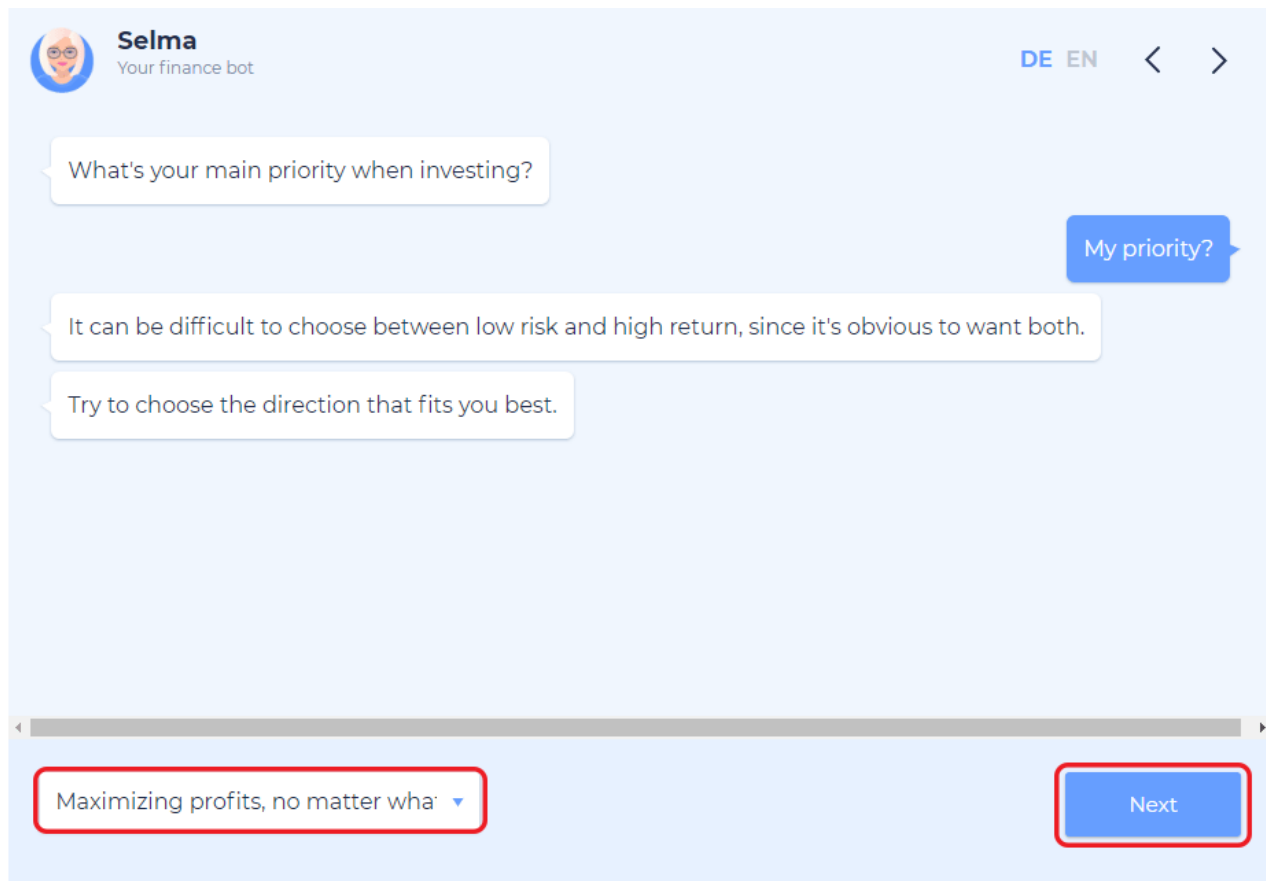 Selma
Your finance bot
DE EN
What's your main priority when investing?
My priority?
It can be difficult to choose between low risk and high return, since it's obvious to want both.
Try to choose the direction that fits you best.
Maximizing profits, no matter wha
Next